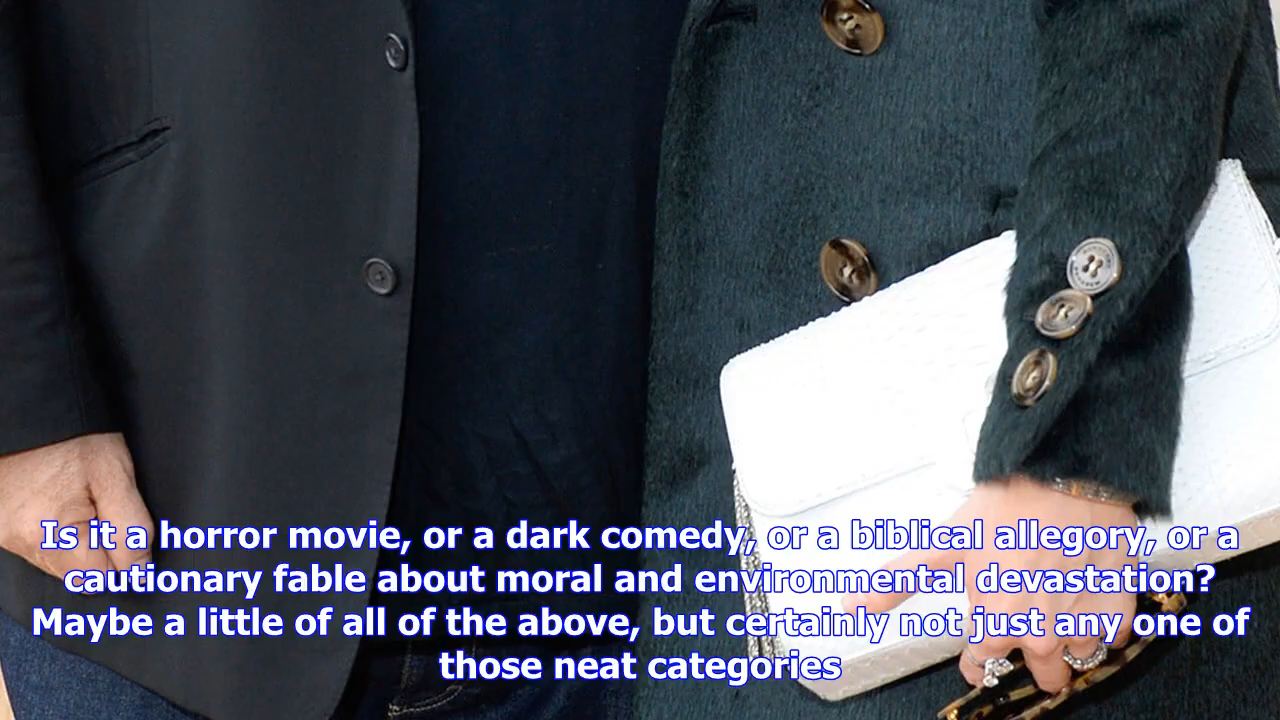 Is it a horror movie, or a dark comedy, or a biblical allegory, or a
cautionary fable about moral and environmental devastation?
Maybe a little of all of the above, but certainly not just any one of
those neat categories